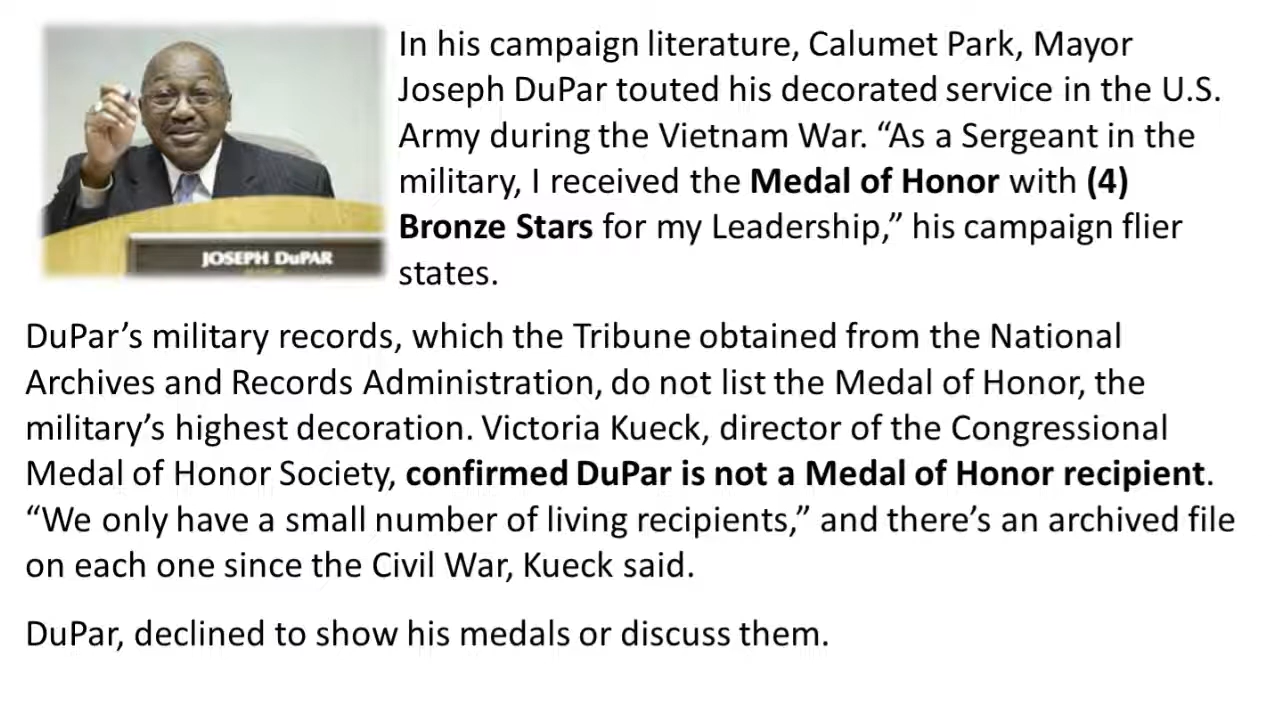 In his campaign literature, Calumet Park, Mayor
Joseph DuPar touted his decorated service in the U.S.
Army during the Vietnam War. “As a Sergeant in the
military, I received the Medal of Honor with (4)
Bronze Stars for my Leadership,” his campaign flier
states.
JOSEPH DuPAR
DuPar’s military records, which the Tribune obtained from the National
Archives and Records Administration, do not list the Medal of Honor, the
military’s highest decoration. Victoria Kueck, director of the Congressional
Medal of Honor Society, confirmed DuPar is not a Medal of Honor recipient.
“We only have a small number of living recipients,” and there’s an archived file
on each one since the Civil War, Kueck said.
DuPar, declined to show his medals or discuss them.